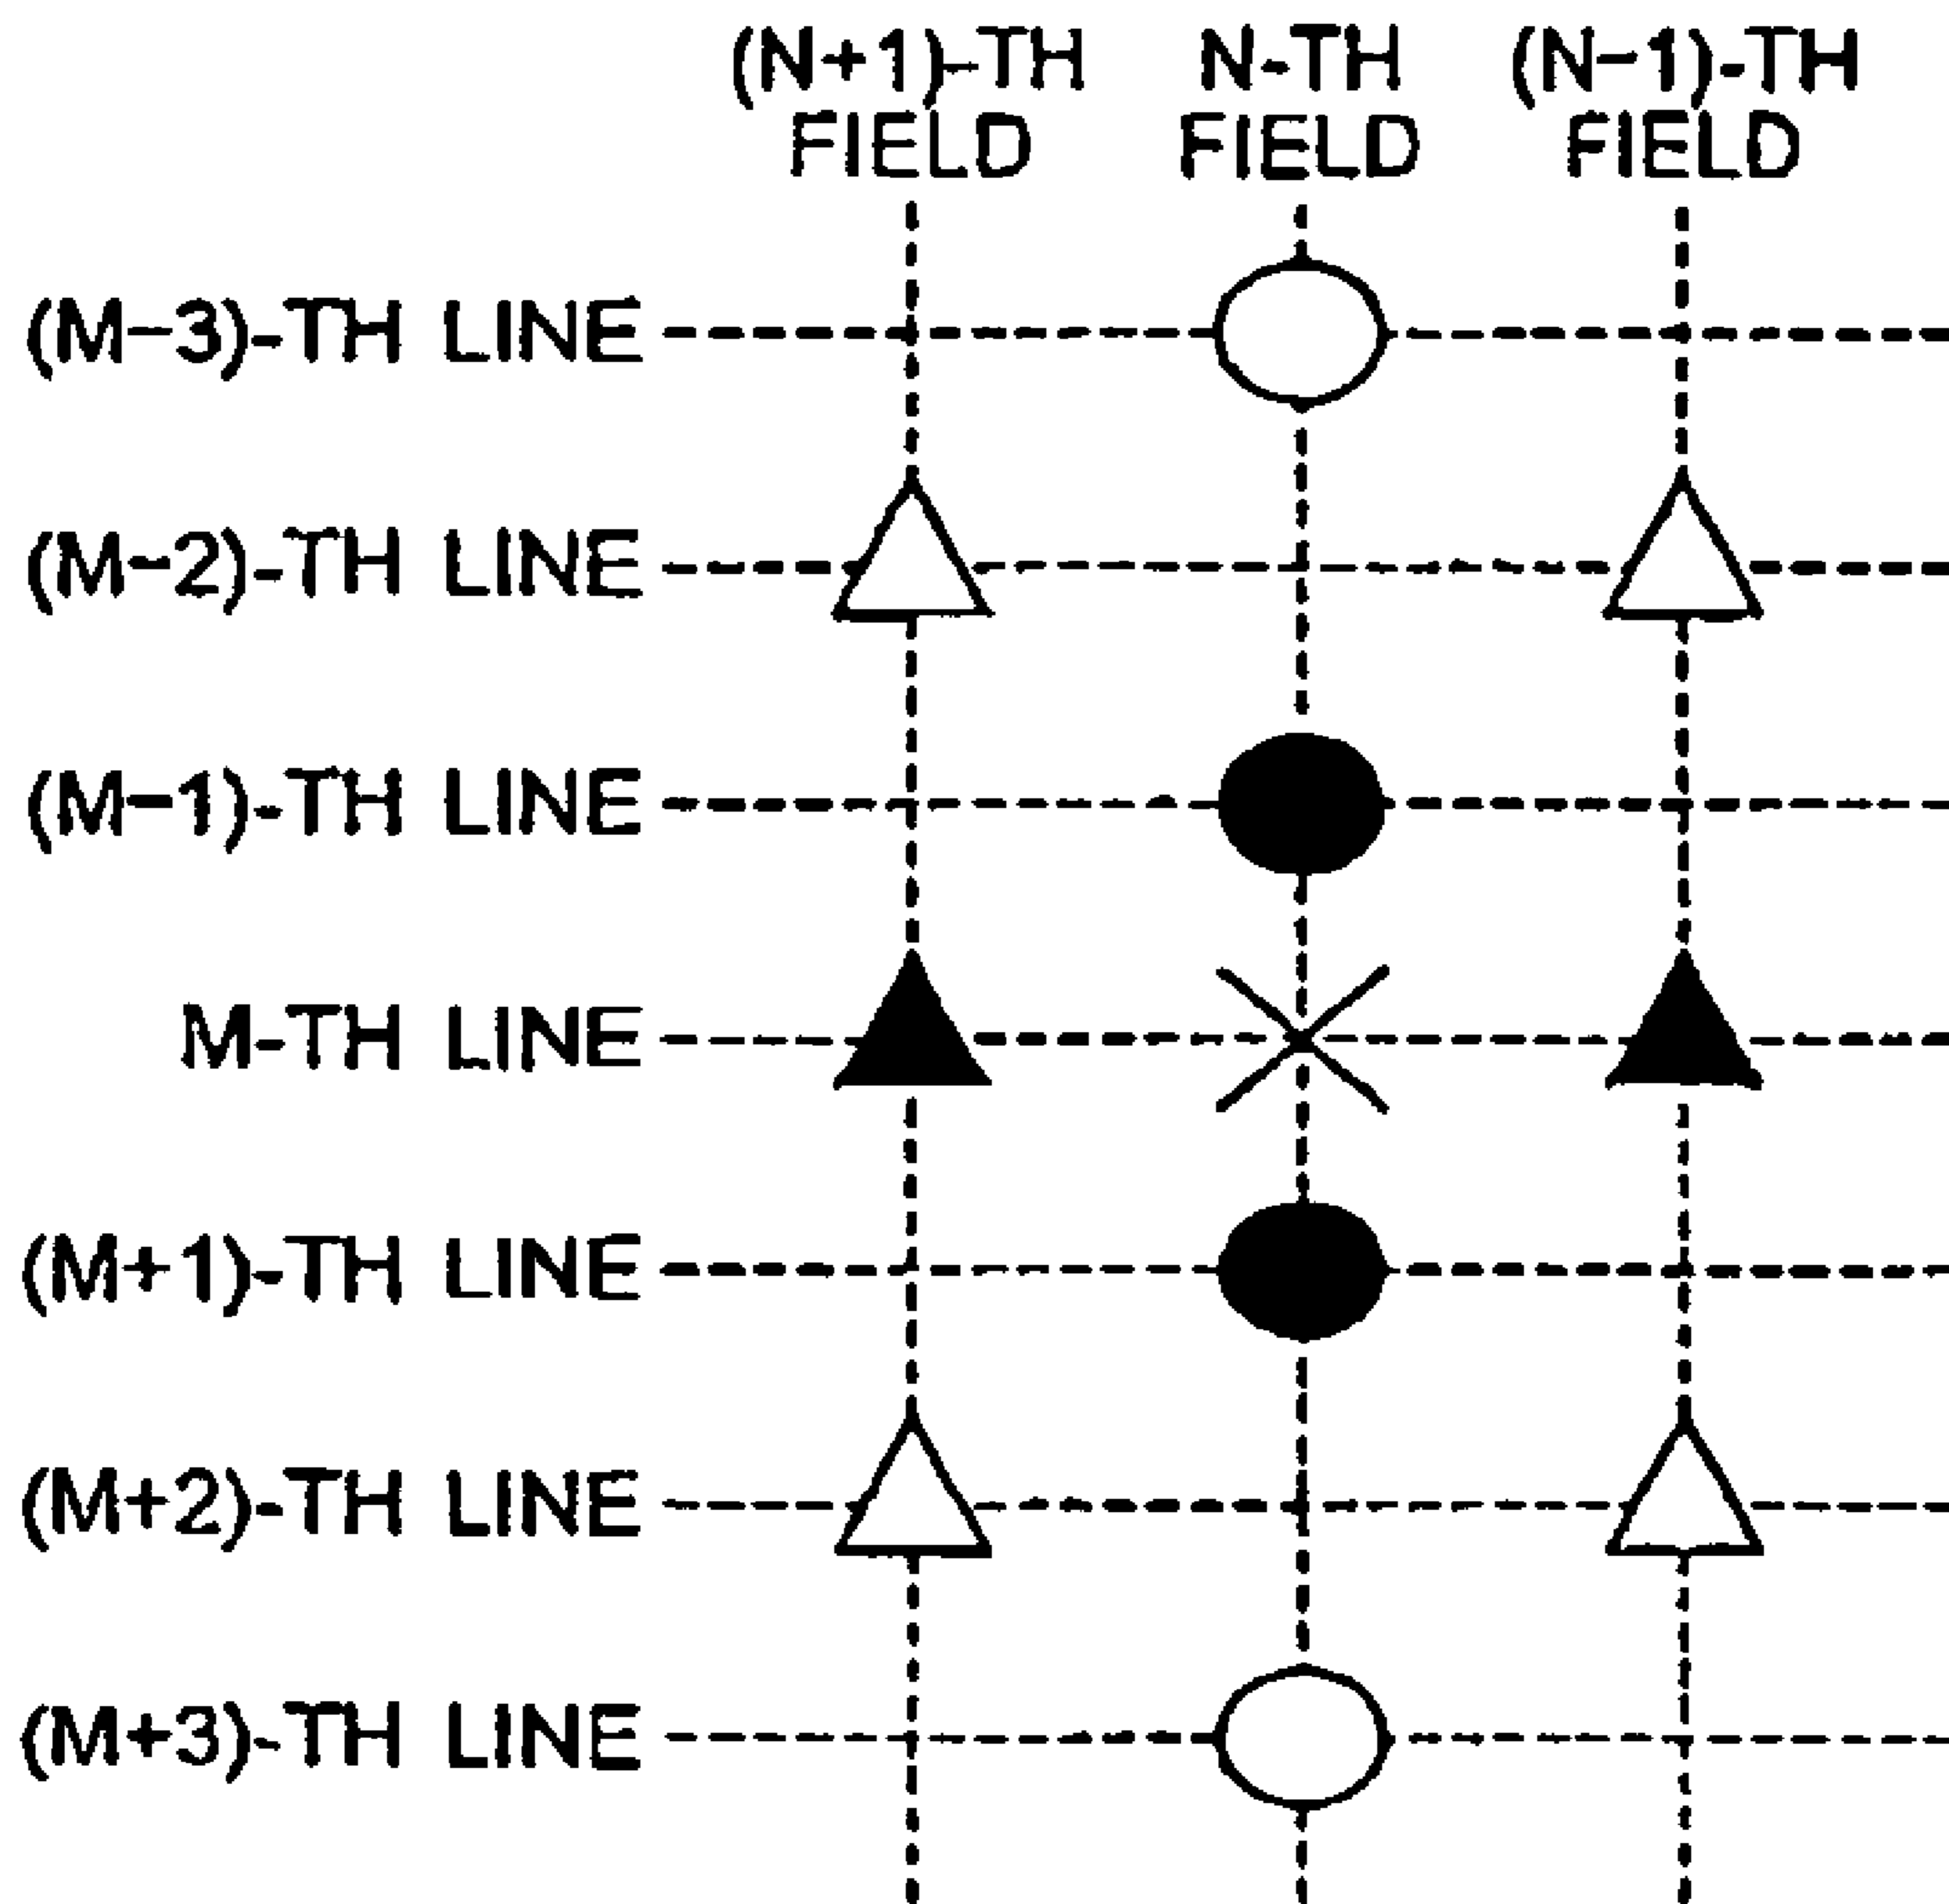 (N+1)-TH FIELD
N-TH FIELD
(N-1)-TH FIELD
(M-3)-TH LINE
(M-2)-TH LINE
(M-1)-TH LINE
M-TH LINE
(M+1)-TH LINE
(M+2)-TH LINE
(M+3)-TH LINE